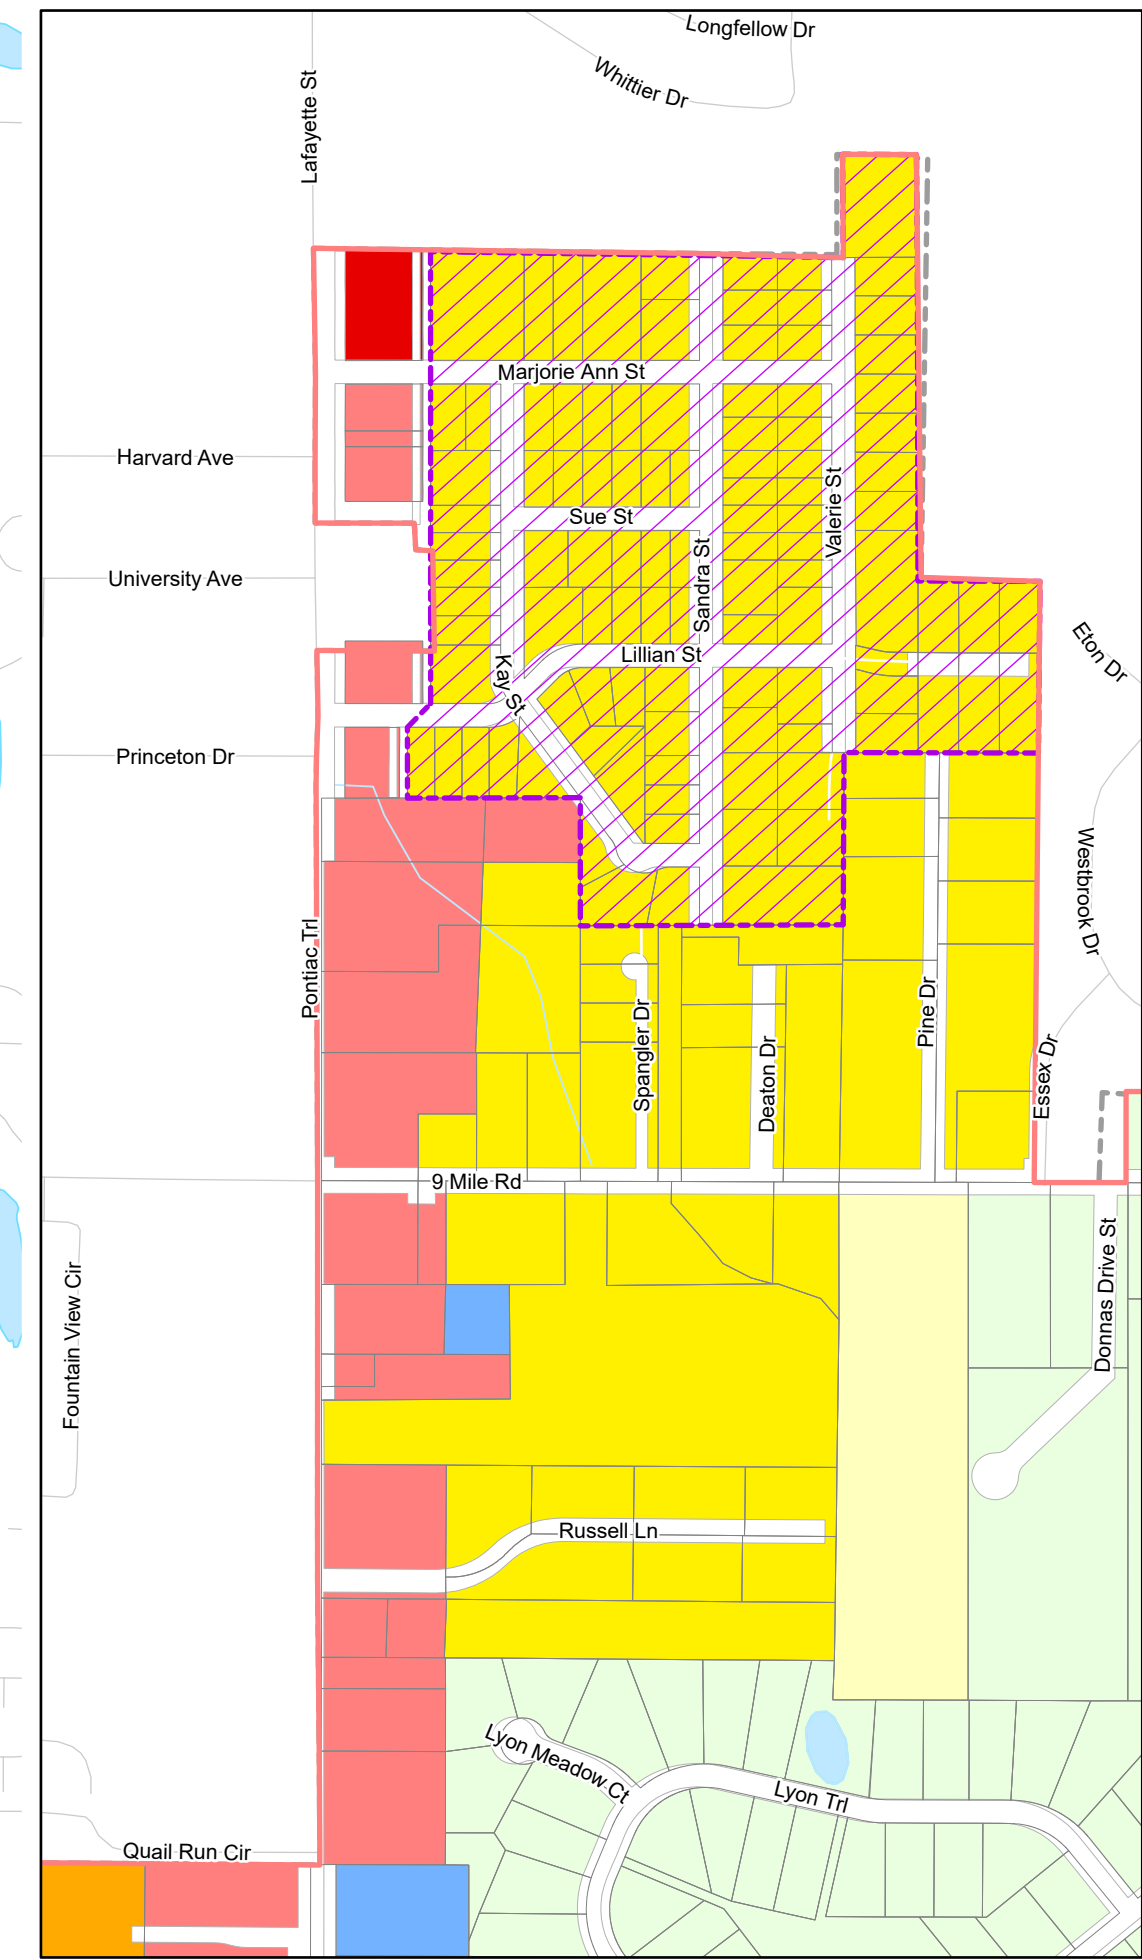 Longfellow Dr
Whittier Dr
Lafayette St
Marjorie Ann St
Harvard Ave
Sue St
Valerie St
Sandra St
University Ave
Lillian St
Kay St
Eton Dr
Princeton Dr
Westbrook Dr
Pontiac Trl
Spangler Dr
Deaton Dr
Pine Dr
Essex Dr
9 Mile Rd
Donnas Drive St
Fountain View Cir
Russell Ln
Lyon Meadow Ct
Lyon Trl
Quail Run Cir